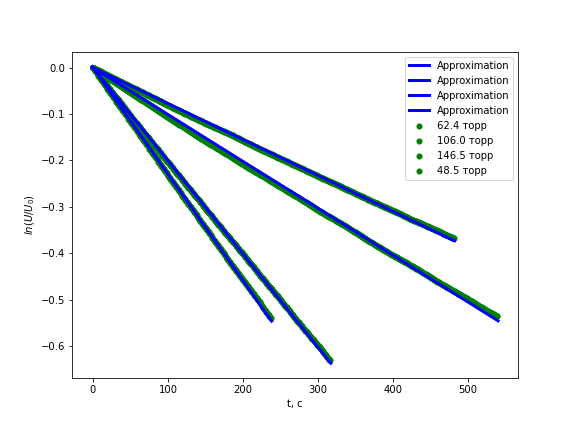 Approximation
Approximation
Approximation
Approximation
62.4 торр
106.0 торр
146.5 торр
48.5 торр
0.0
−0.1
−0.2
−0.3
−0.4
−0.5
−0.6
ln(U/U₀)
0 100 200 300 400 500
t, c